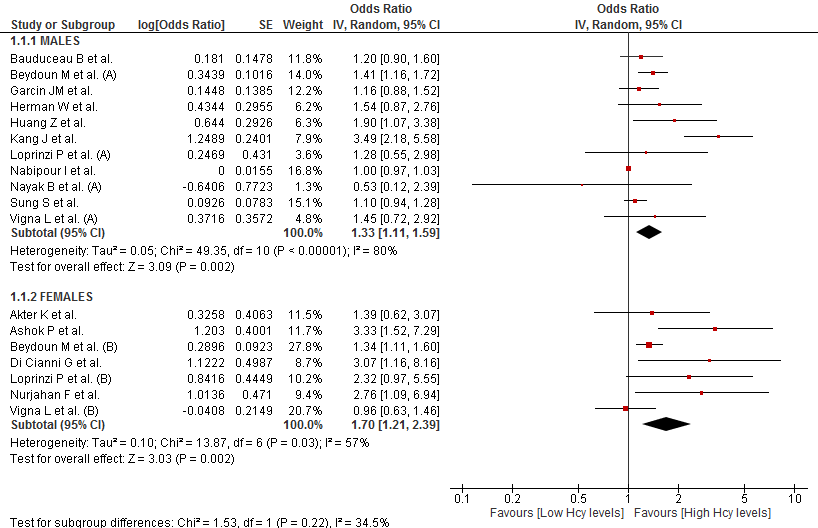 Odds Ratio Odds Ratio
Study or Subgroup log[Odds Ratio] SE Weight IV, Random, 95% CI IV, Random, 95% CI
1.1.1 MALES
Bauduceau B et al. 0.181 0.1478 11.8% 1.20 [0.90, 1.60]
Beydoun M et al. (A) 0.3439 0.1016 14.0% 1.41 [1.16, 1.72]
Garcin JM et al. 0.1448 0.1385 12.2% 1.16 [0.88, 1.52]
Herman W et al. 0.4344 0.2955 6.2% 1.54 [0.87, 2.76]
Huang Z et al. 0.644 0.2926 6.3% 1.90 [1.07, 3.38]
Kang J et al. 1.2489 0.2401 7.9% 3.49 [2.18, 5.58]
Loprinzi P et al. (A) 0.2469 0.431 3.6% 1.28 [0.55, 2.98]
Nabipour I et al. 0 0.0155 16.8% 1.00 [0.97, 1.03]
Nayak B et al. (A) -0.6406 0.7723 1.3% 0.53 [0.12, 2.39]
Sung S et al. 0.0926 0.0783 15.1% 1.10 [0.94, 1.28]
Vigna L et al. (A) 0.3716 0.3572 4.8% 1.45 [0.72, 2.92]
Subtotal (95% CI) 100.0% 1.33 [1.11, 1.59]
Heterogeneity: Tau² = 0.05; Chi² = 49.35, df = 10 (P < 0.00001); I² = 80%
Test for overall effect: Z = 3.09 (P = 0.002)
1.1.2 FEMALES
Akter K et al. 0.3258 0.4063 11.5% 1.39 [0.62, 3.07]
Ashok P et al. 1.203 0.4001 11.7% 3.33 [1.52, 7.29]
Beydoun M et al. (B) 0.2896 0.0923 27.8% 1.34 [1.11, 1.60]
Di Cianni G et al. 1.1222 0.4987 8.7% 3.07 [1.16, 8.16]
Loprinzi P et al. (B) 0.8416 0.4449 10.2% 2.32 [0.97, 5.55]
Nurjahan F et al. 1.0136 0.471 9.4% 2.76 [1.09, 6.94]
Vigna L et al. (B) -0.0408 0.2149 20.7% 0.96 [0.63, 1.46]
Subtotal (95% CI) 100.0% 1.70 [1.21, 2.39]
Heterogeneity: Tau² = 0.10; Chi² = 13.87, df = 6 (P = 0.03); I² = 57%
Test for overall effect: Z = 3.03 (P = 0.002)
0.1 0.2 0.5 1 2 5 10
Favours [Low Hcy levels] Favours [High Hcy levels]
Test for subgroup differences: Chi² = 1.53, df = 1 (P = 0.22), I² = 34.5%